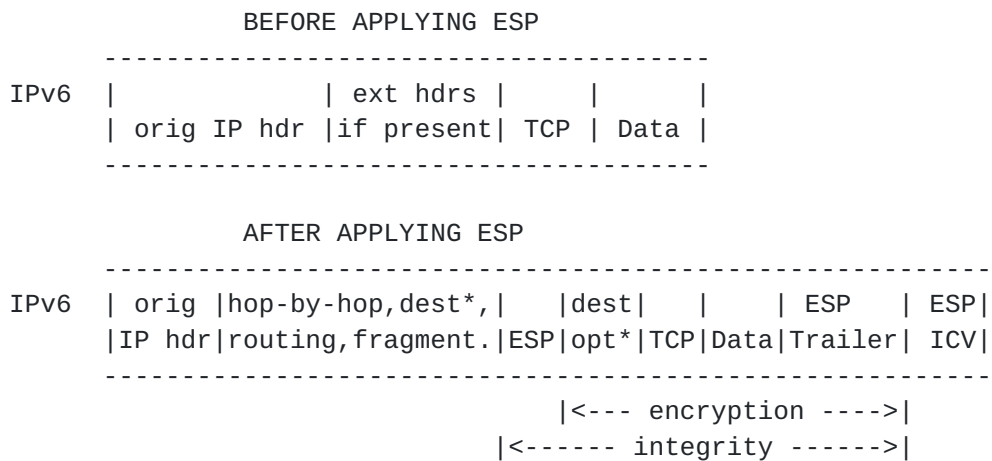 BEFORE APPLYING ESP
---------------------------------------
IPv6  |             | ext hdrs |     |      |
      | orig IP hdr |if present| TCP | Data |
---------------------------------------
AFTER APPLYING ESP
---------------------------------------------------------
IPv6  | orig |hop-by-hop,dest*,|   |dest|   |    | ESP   | ESP|
      |IP hdr|routing,fragment.|ESP|opt*|TCP|Data|Trailer| ICV|
---------------------------------------------------------
|<--- encryption ---->|
|<------ integrity ------>|